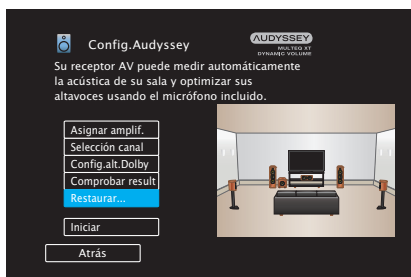 Config.Audyssey
AUDYSSEY
MULTEQ XT
DYNAMIC VOLUME
Su receptor AV puede medir automáticamente
la acústica de su sala y optimizar sus
altavoces usando el micrófono incluido.
Asignar amplif.
Selección canal
Config.alt.Dolby
Comprobar result
Restaurar...
Iniciar
Atrás